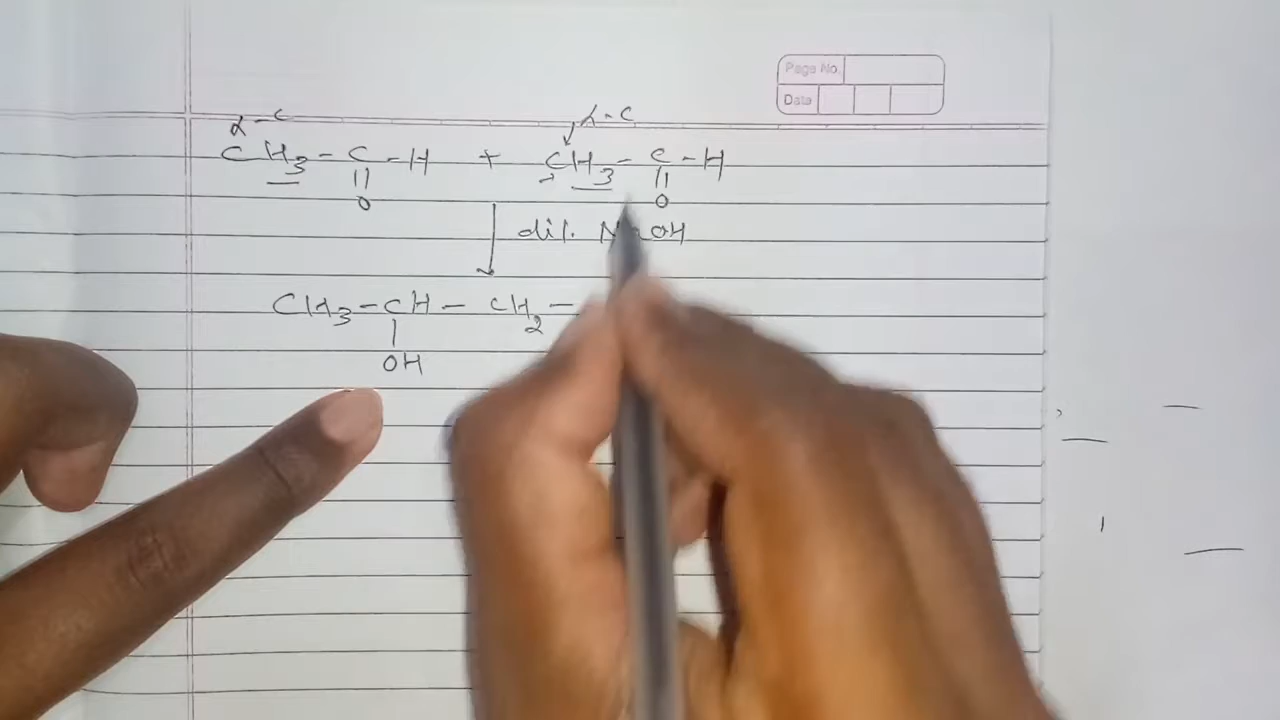 Page No.
Date
α-C α-C
CH3-C-H + CH3-C-H
|| ||
O O
dil. NaOH
CH3-CH-CH2-
|
OH